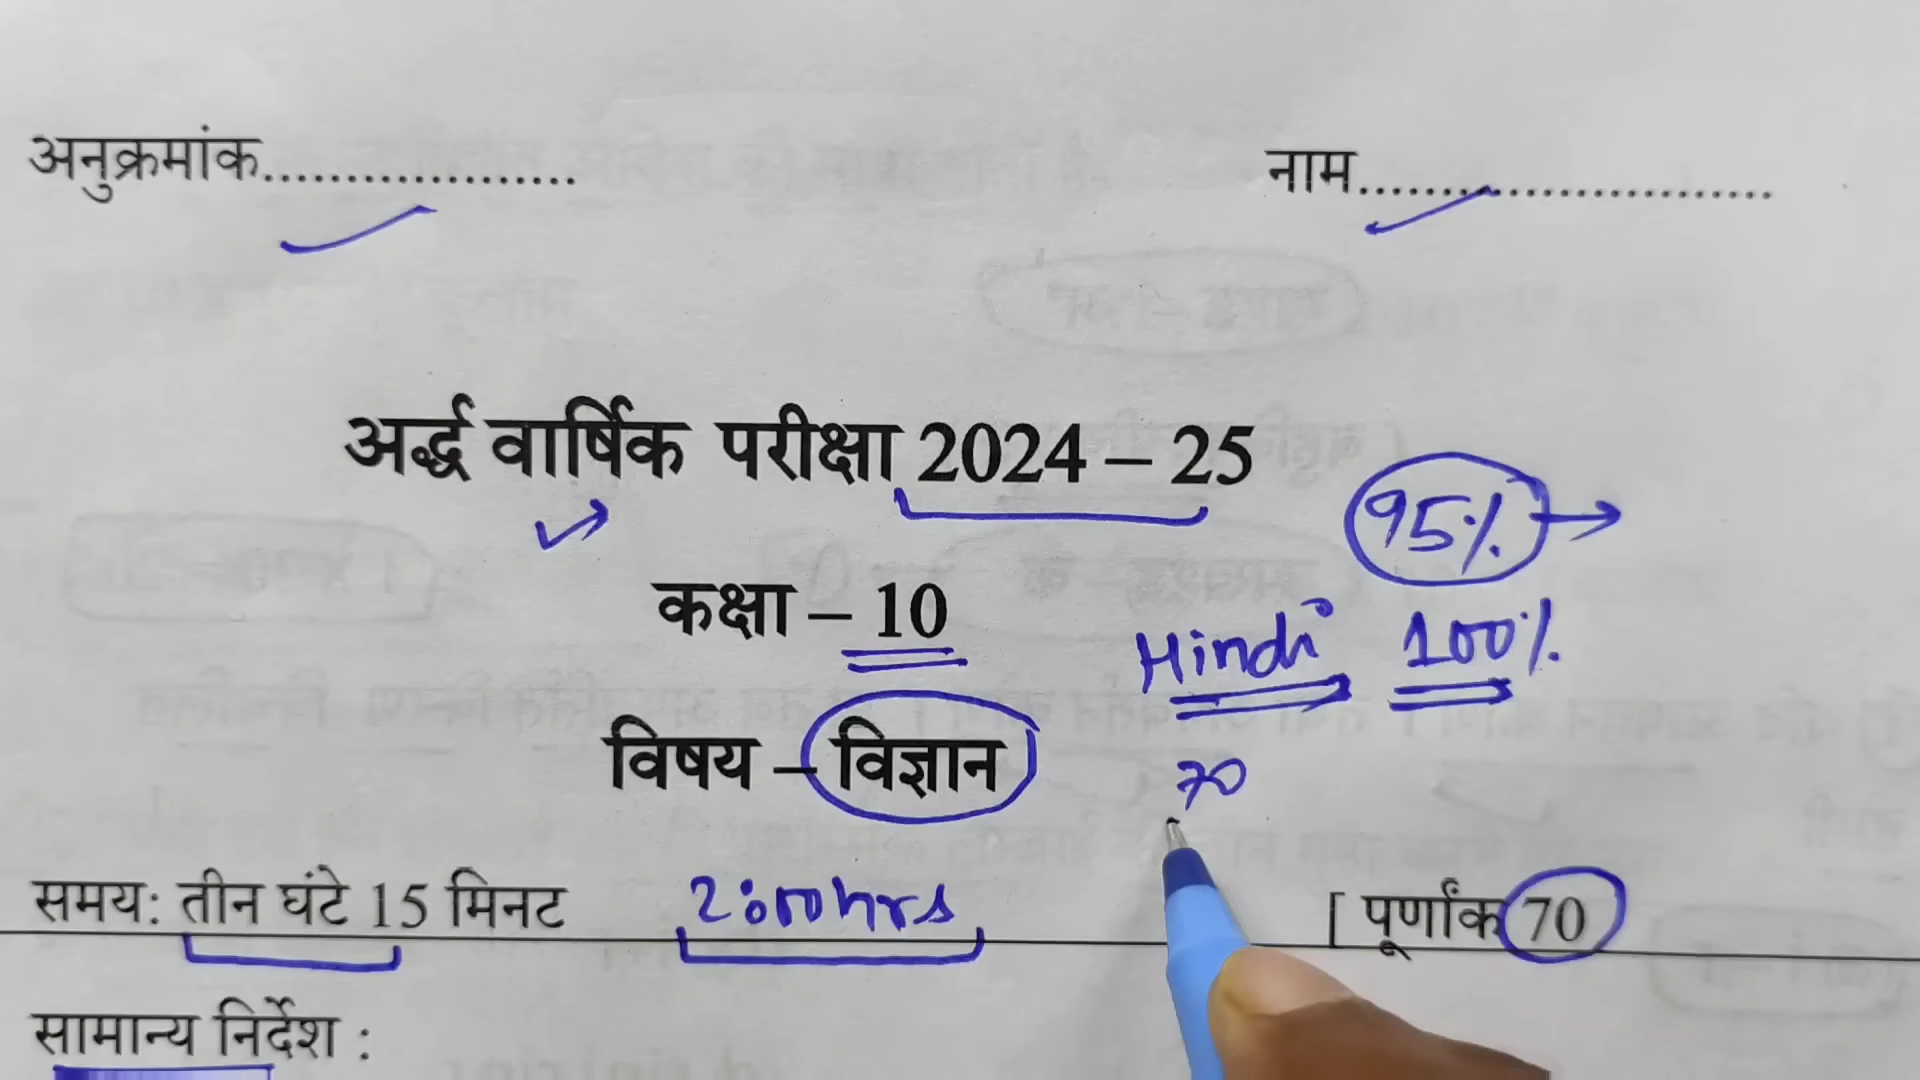 अनुक्रमांक................... नाम.........................
अर्द्ध वार्षिक परीक्षा 2024 – 25
95%
कक्षा – 10
Hindi 100%
विषय – विज्ञान
70
समय: तीन घंटे 15 मिनट 2:00hrs [ पूर्णांक 70
सामान्य निर्देश :